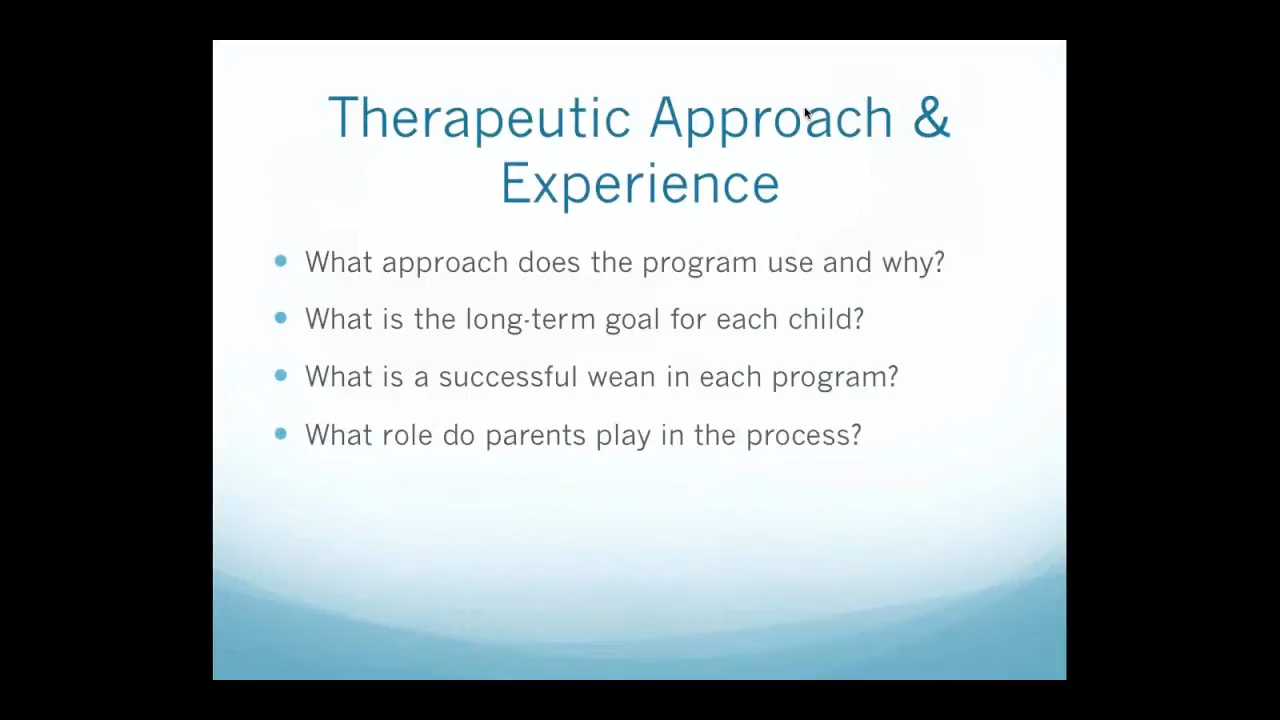 Therapeutic Approach &
Experience
What approach does the program use and why?
What is the long-term goal for each child?
What is a successful wean in each program?
What role do parents play in the process?